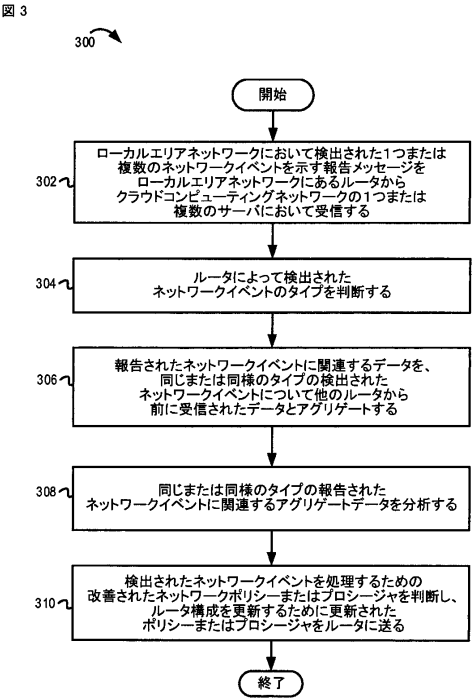 図 3
300
開始
302
ローカルエリアネットワークにおいて検出された1つまたは
複数のネットワークイベントを示す報告メッセージを
ローカルエリアネットワークにあるルータから
クラウドコンピューティングネットワークの1つまたは
複数のサーバにおいて受信する
304
ルータによって検出された
ネットワークイベントのタイプを判断する
306
報告されたネットワークイベントに関連するデータを、
同じまたは同様のタイプの検出された
ネットワークイベントについて他のルータから
前に受信されたデータとアグリゲートする
308
同じまたは同様のタイプの報告された
ネットワークイベントに関連するアグリゲートデータを分析する
310
検出されたネットワークイベントを処理するための
改善されたネットワークポリシーまたはプロシージャを判断し、
ルータ構成を更新するために更新された
ポリシーまたはプロシージャをルータに送る
終了